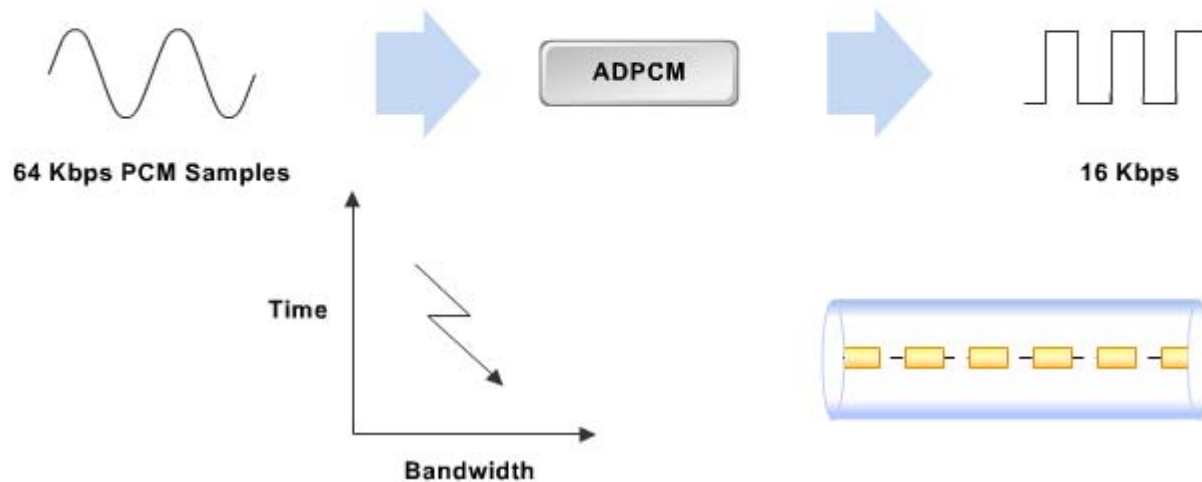 ADPCM
64 Kbps PCM Samples
16 Kbps
Time
Bandwidth